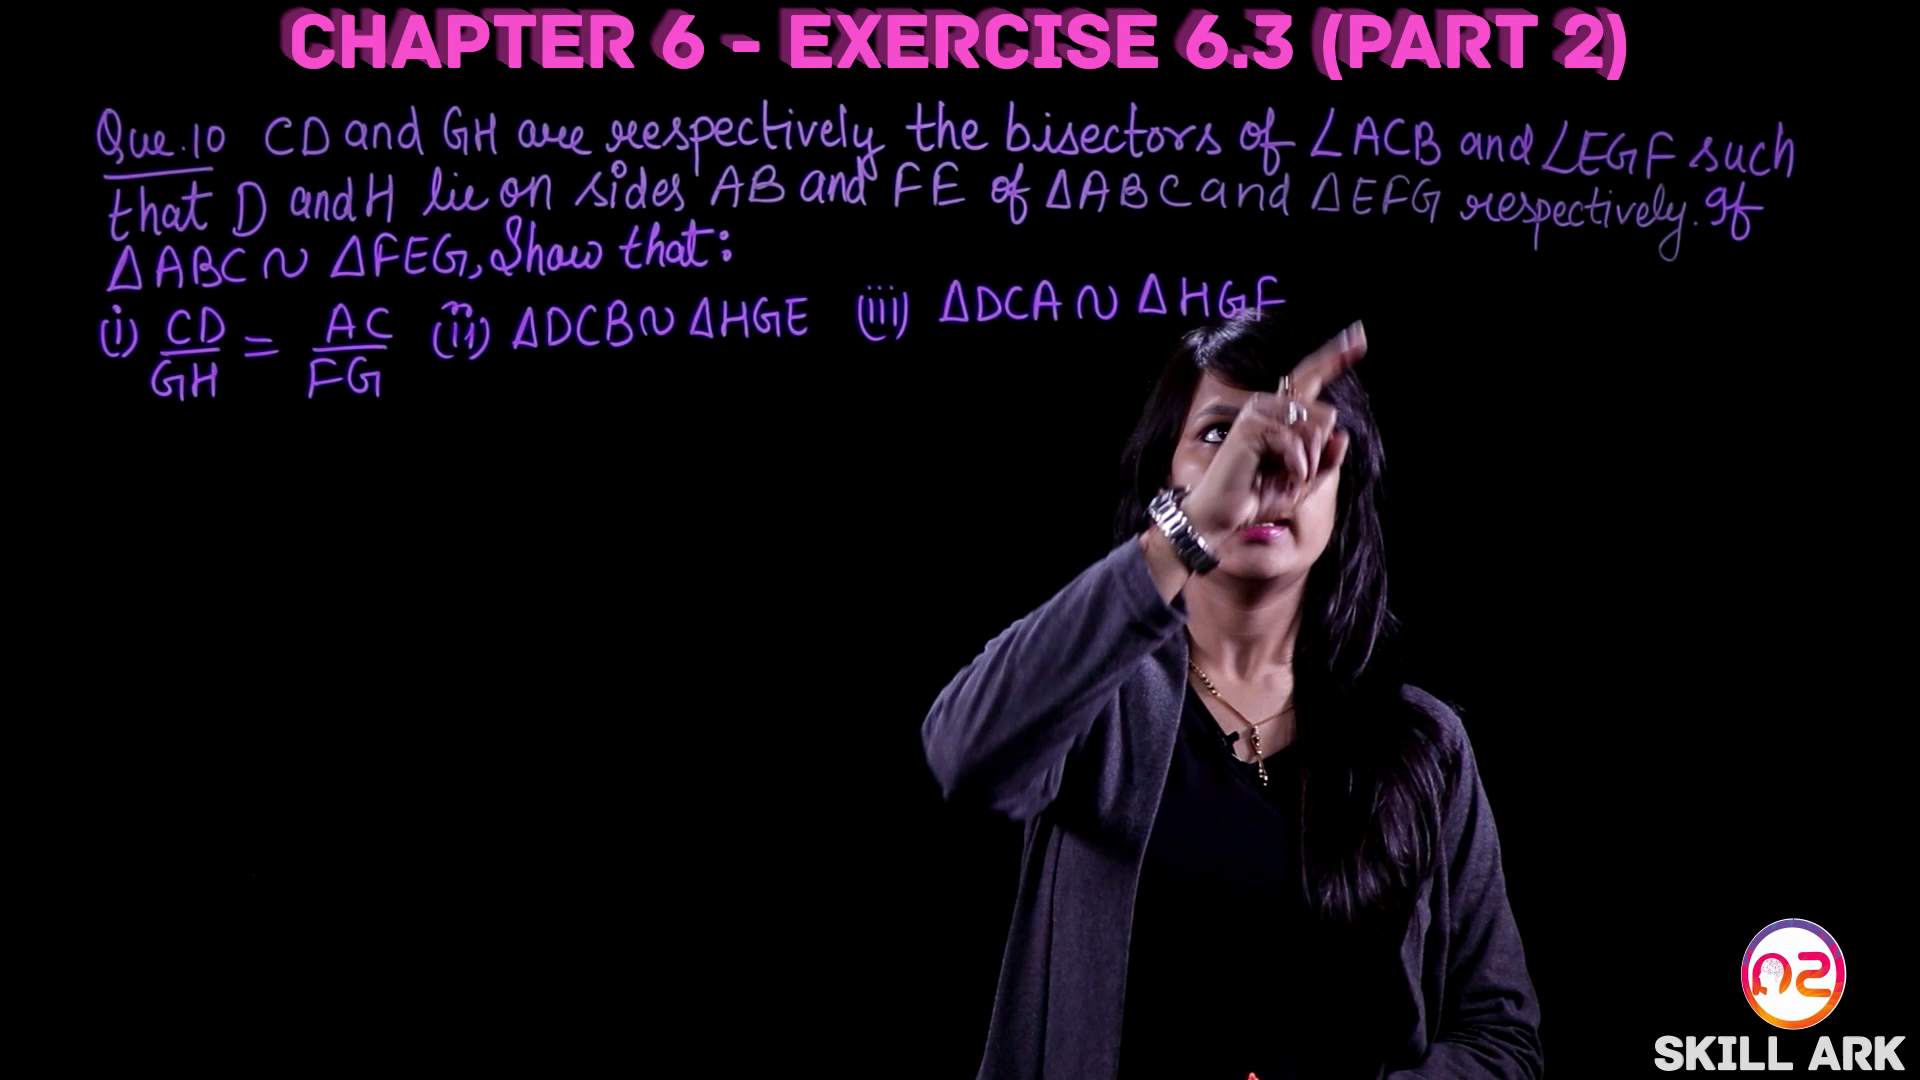 CHAPTER 6 - EXERCISE 6.3 (PART 2)
Que.10 CD and GH are respectively the bisectors of ∠ACB and ∠EGF such
that D and H lie on sides AB and FE of ΔABC and ΔEFG respectively. If
ΔABC ~ ΔFEG, Show that:
(i) CD/GH = AC/FG (ii) ΔDCB ~ ΔHGE (iii) ΔDCA ~ ΔHGF
SKILL ARK